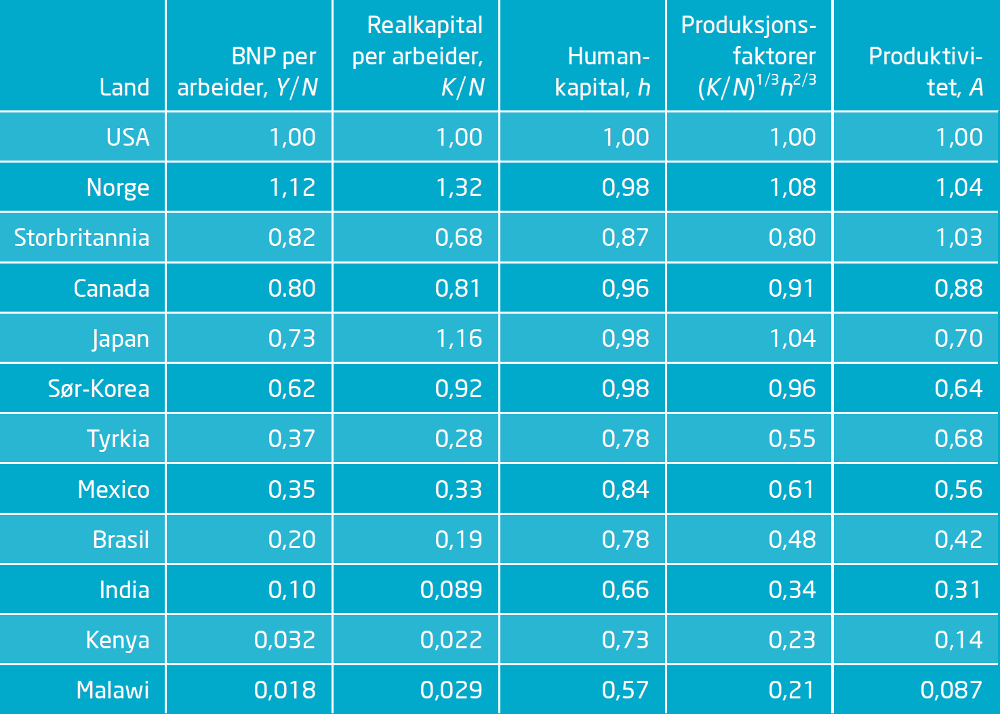 Land BNP per arbeider, Y/N Realkapital per arbeider, K/N Human-kapital, h Produksjons-faktorer (K/N)^1/3 h^2/3 Produktivi-tet, A
USA 1,00 1,00 1,00 1,00 1,00
Norge 1,12 1,32 0,98 1,08 1,04
Storbritannia 0,82 0,68 0,87 0,80 1,03
Canada 0.80 0,81 0,96 0,91 0,88
Japan 0,73 1,16 0,98 1,04 0,70
Sør-Korea 0,62 0,92 0,98 0,96 0,64
Tyrkia 0,37 0,28 0,78 0,55 0,68
Mexico 0,35 0,33 0,84 0,61 0,56
Brasil 0,20 0,19 0,78 0,48 0,42
India 0,10 0,089 0,66 0,34 0,31
Kenya 0,032 0,022 0,73 0,23 0,14
Malawi 0,018 0,029 0,57 0,21 0,087